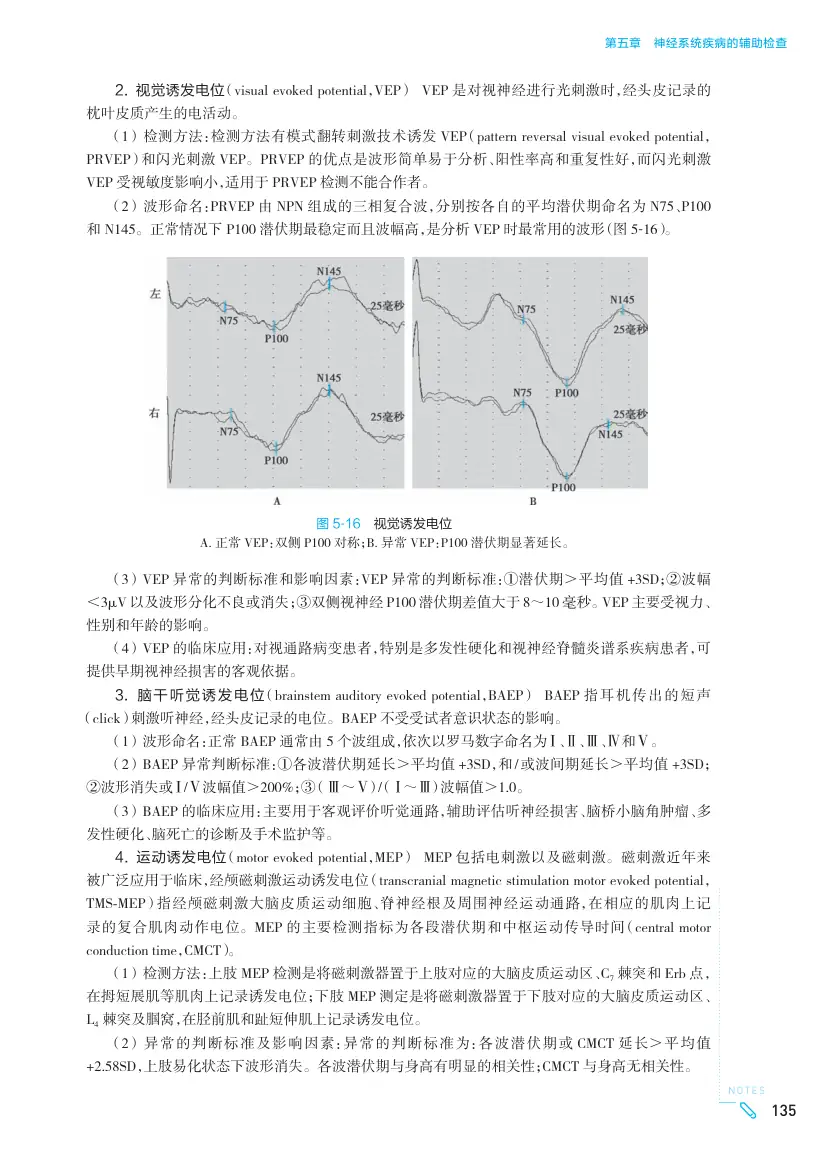 第五章 神经系统疾病的辅助检查
2. 视觉诱发电位（visual evoked potential，VEP） VEP 是对视神经进行光刺激时，经头皮记录的
枕叶皮质产生的电活动。
（1）检测方法：检测方法有模式翻转刺激技术诱发 VEP（pattern reversal visual evoked potential，
PRVEP）和闪光刺激 VEP。PRVEP 的优点是波形简单易于分析、阳性率高和重复性好，而闪光刺激
VEP 受视敏度影响小，适用于 PRVEP 检测不能合作者。
（2）波形命名：PRVEP 由 NPN 组成的三相复合波，分别按各自的平均潜伏期命名为 N75、P100
和 N145。正常情况下 P100 潜伏期最稳定而且波幅高，是分析 VEP 时最常用的波形（图 5-16）。
左
N75
P100
N145
25毫秒
右
N75
P100
N145
25毫秒
A
N75
P100
N145
25毫秒
N75
P100
N145
25毫秒
B
图 5-16 视觉诱发电位
A. 正常 VEP：双侧 P100 对称；B. 异常 VEP：P100 潜伏期显著延长。
（3）VEP 异常的判断标准和影响因素：VEP 异常的判断标准：①潜伏期＞平均值 +3SD；②波幅
＜3μV 以及波形分化不良或消失；③双侧视神经 P100 潜伏期差值大于 8～10 毫秒。VEP 主要受视力、
性别和年龄的影响。
（4）VEP 的临床应用：对视通路病变患者，特别是多发性硬化和视神经脊髓炎谱系疾病患者，可
提供早期视神经损害的客观依据。
3. 脑干听觉诱发电位（brainstem auditory evoked potential，BAEP） BAEP 指耳机传出的短声
（click）刺激听神经，经头皮记录的电位。BAEP 不受受试者意识状态的影响。
（1）波形命名：正常 BAEP 通常由 5 个波组成，依次以罗马数字命名为Ⅰ、Ⅱ、Ⅲ、Ⅳ和Ⅴ。
（2）BAEP 异常判断标准：①各波潜伏期延长＞平均值 +3SD，和/或波间期延长＞平均值 +3SD；
②波形消失或Ⅰ/Ⅴ波幅值＞200%；③（Ⅲ～Ⅴ）/（Ⅰ～Ⅲ）波幅值＞1.0。
（3）BAEP 的临床应用：主要用于客观评价听觉通路，辅助评估听神经损害、脑桥小脑角肿瘤、多
发性硬化、脑死亡的诊断及手术监护等。
4. 运动诱发电位（motor evoked potential，MEP） MEP 包括电刺激以及磁刺激。磁刺激近年来
被广泛应用于临床，经颅磁刺激运动诱发电位（transcranial magnetic stimulation motor evoked potential，
TMS-MEP）指经颅磁刺激大脑皮质运动细胞、脊神经根及周围神经运动通路，在相应的肌肉上记
录的复合肌肉动作电位。MEP 的主要检测指标为各段潜伏期和中枢运动传导时间（central motor
conduction time，CMCT）。
（1）检测方法：上肢 MEP 检测是将磁刺激器置于上肢对应的大脑皮质运动区、C₇ 棘突和 Erb 点，
在拇短展肌等肌肉上记录诱发电位；下肢 MEP 测定是将磁刺激器置于下肢对应的大脑皮质运动区、
L₄ 棘突及腘窝，在胫前肌和趾短伸肌上记录诱发电位。
（2）异常的判断标准及影响因素：异常的判断标准为：各波潜伏期或 CMCT 延长＞平均值
+2.58SD，上肢易化状态下波形消失。各波潜伏期与身高有明显的相关性；CMCT 与身高无相关性。
NOTES
135